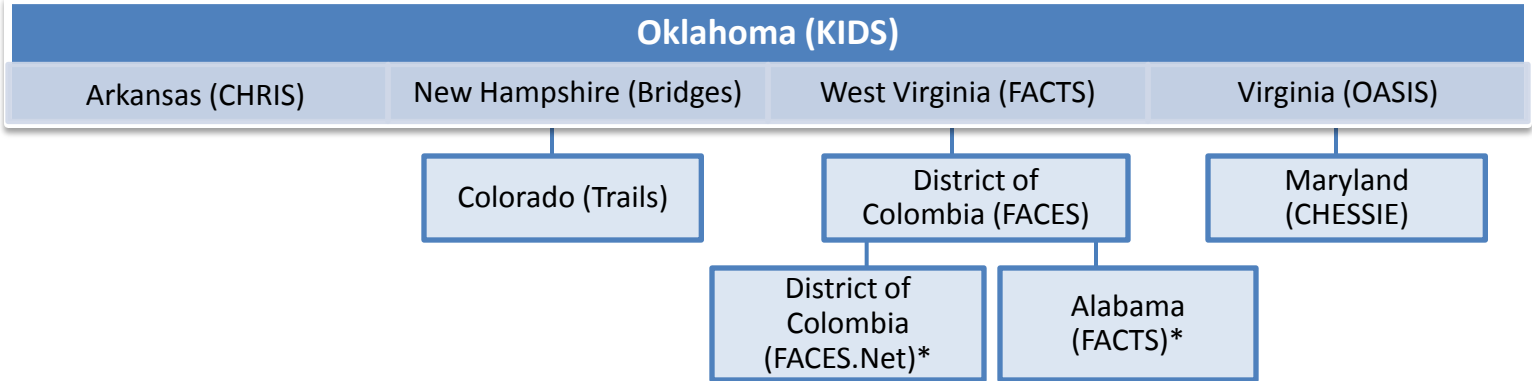 Oklahoma (KIDS)
Arkansas (CHRIS)
New Hampshire (Bridges)
West Virginia (FACTS)
Virginia (OASIS)
Colorado (Trails)
District of
Colombia (FACES)
Maryland
(CHESSIE)
District of
Colombia
(FACES.Net)*
Alabama
(FACTS)*